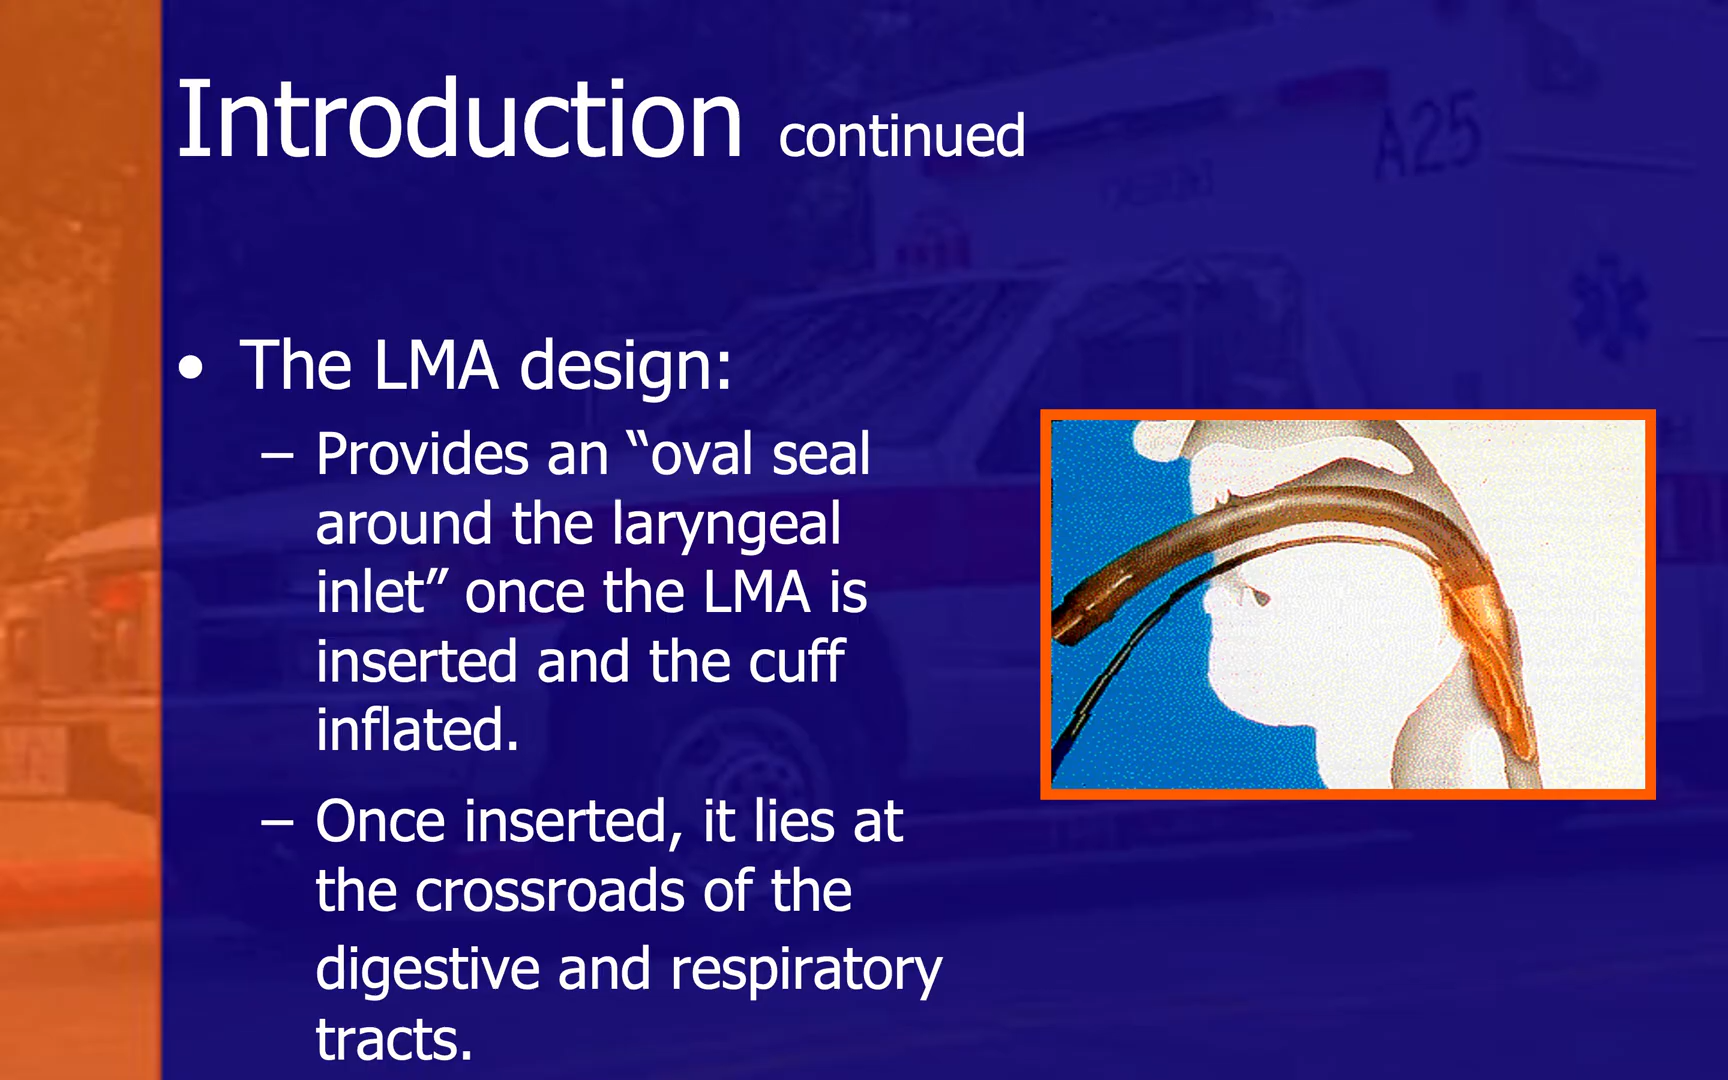 Introduction continued
A25
• The LMA design:
– Provides an “oval seal
around the laryngeal
inlet” once the LMA is
inserted and the cuff
inflated.
– Once inserted, it lies at
the crossroads of the
digestive and respiratory
tracts.